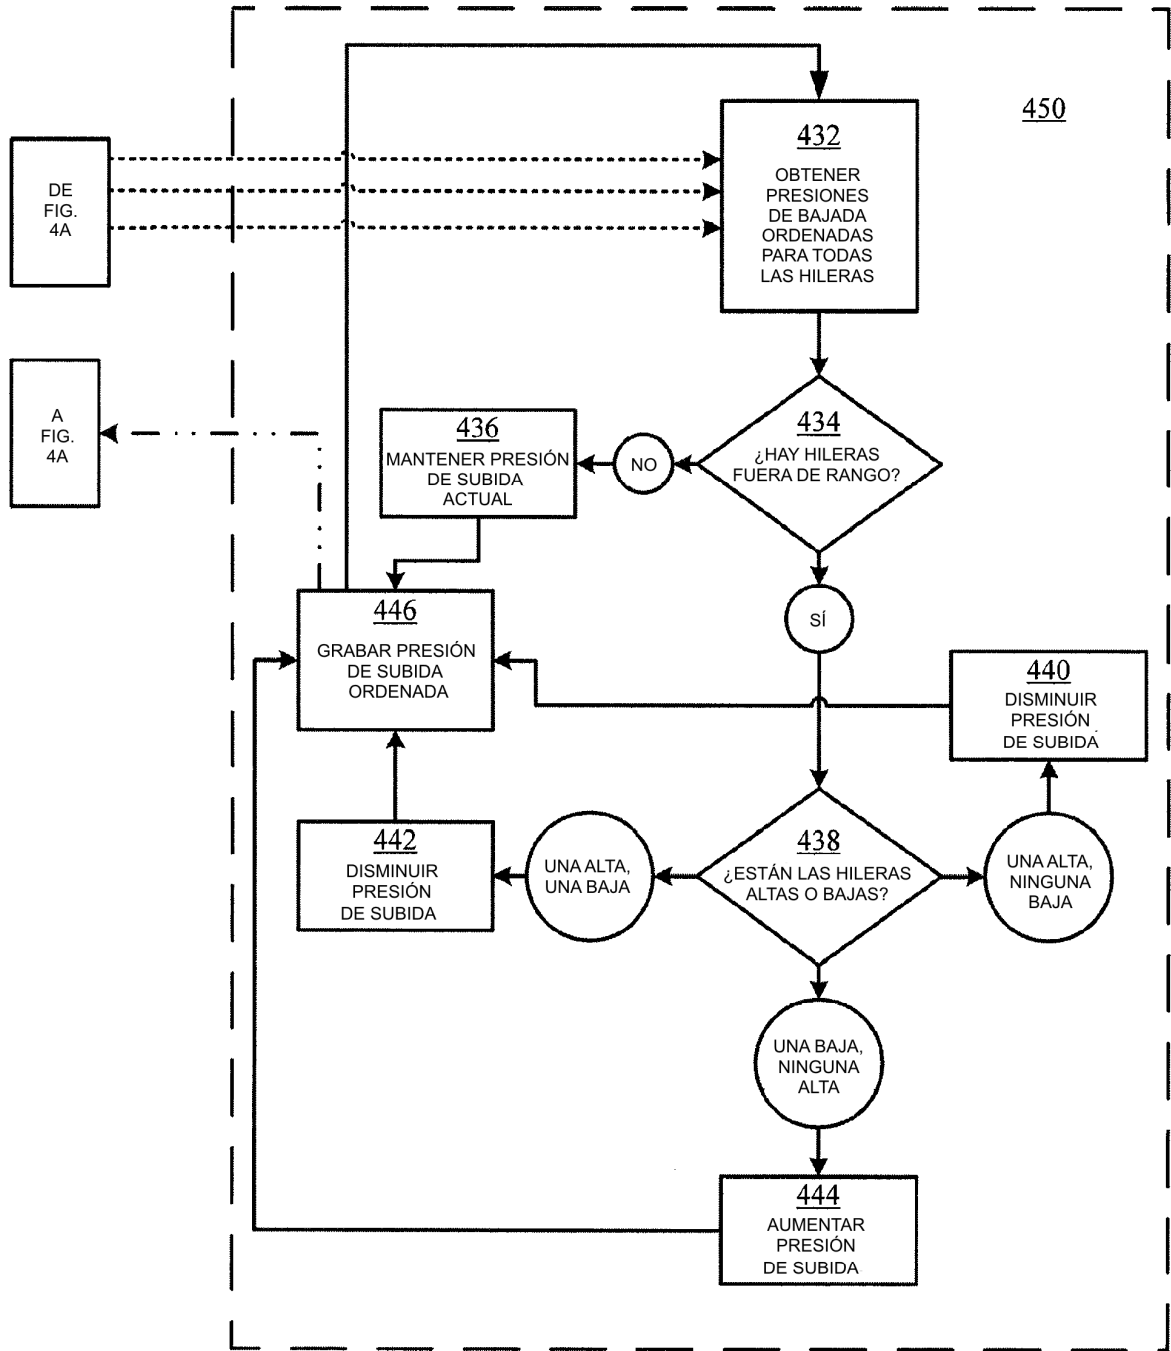 450
432
OBTENER
PRESIONES
DE BAJADA
ORDENADAS
PARA TODAS
LAS HILERAS
DE
FIG.
4A
A
FIG.
4A
434
¿HAY HILERAS
FUERA DE RANGO?
NO
436
MANTENER PRESIÓN
DE SUBIDA
ACTUAL
SÍ
446
GRABAR PRESIÓN
DE SUBIDA
ORDENADA
440
DISMINUIR
PRESIÓN
DE SUBIDA
438
¿ESTÁN LAS HILERAS
ALTAS O BAJAS?
UNA ALTA,
UNA BAJA
442
DISMINUIR
PRESIÓN
DE SUBIDA
UNA ALTA,
NINGUNA
BAJA
UNA BAJA,
NINGUNA
ALTA
444
AUMENTAR
PRESIÓN
DE SUBIDA